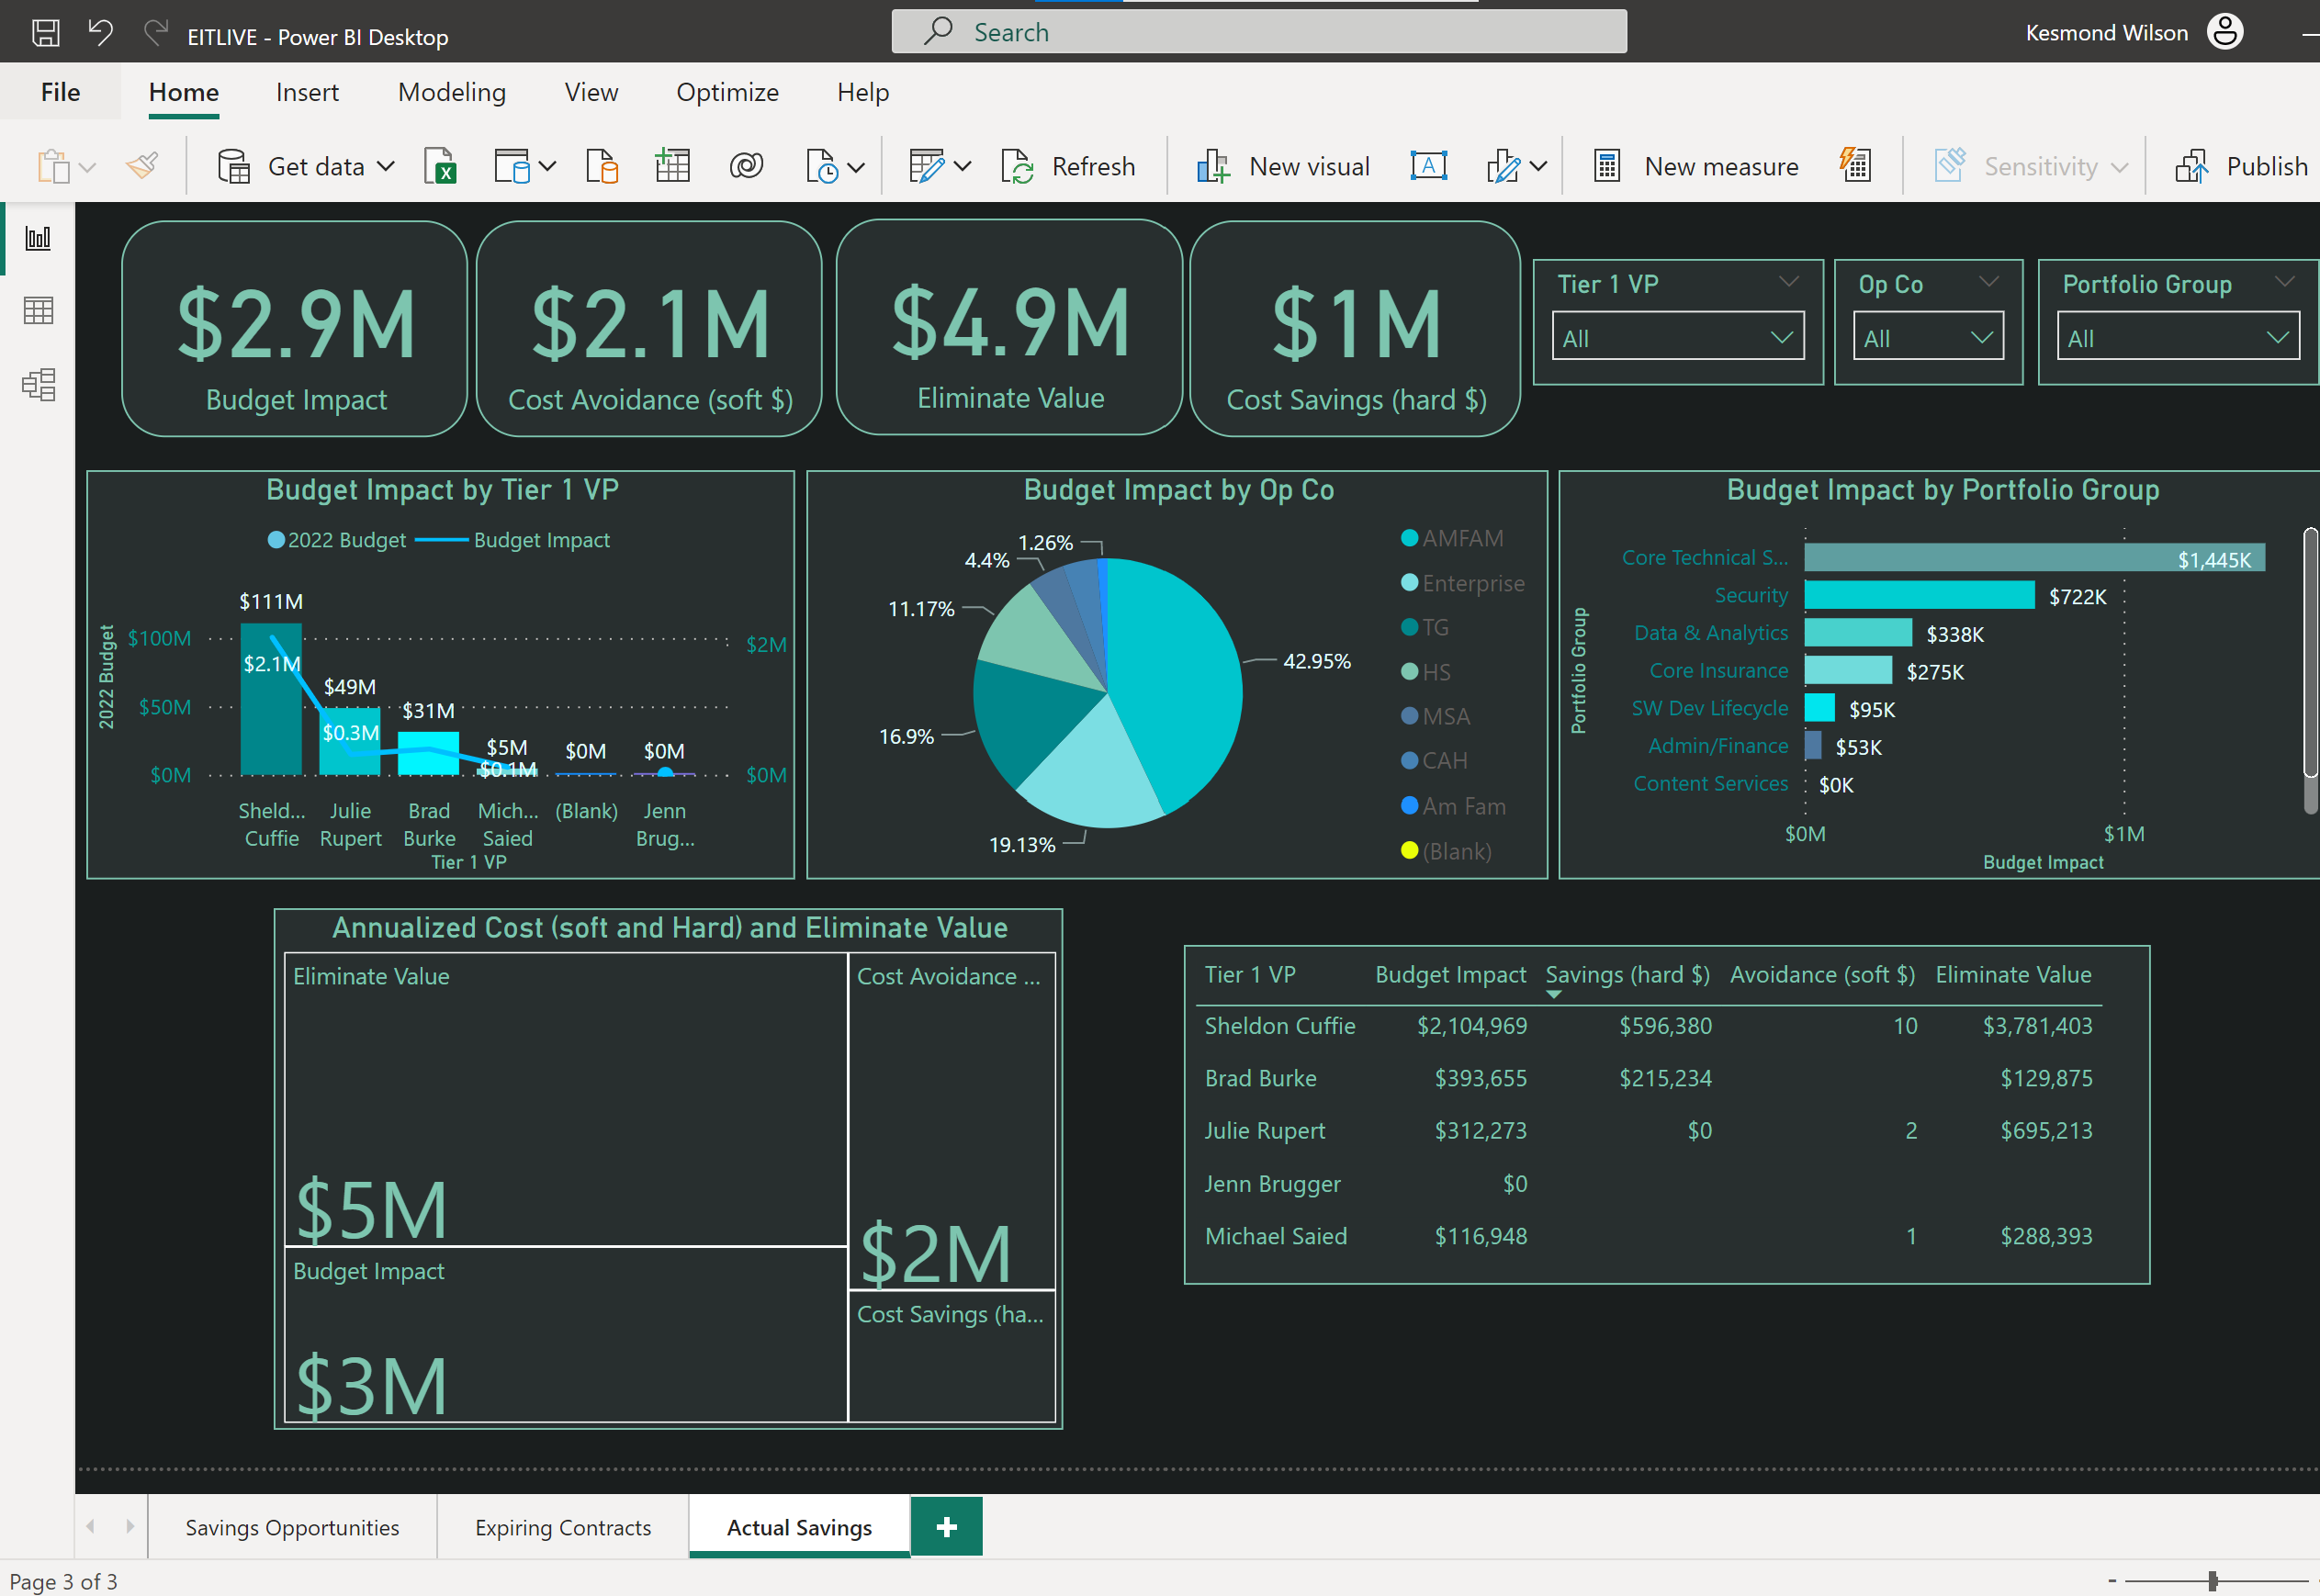 EITLIVE - Power BI Desktop
Search
Kesmond Wilson
File Home Insert Modeling View Optimize Help
Get data Refresh New visual A New measure Sensitivity Publish
$2.9M
Budget Impact
$2.1M
Cost Avoidance (soft $)
$4.9M
Eliminate Value
$1M
Cost Savings (hard $)
Tier 1 VP
All
Op Co
All
Portfolio Group
All
Budget Impact by Tier 1 VP
2022 Budget Budget Impact
2022 Budget
$100M
$50M
$0M
$111M
$2.1M
$49M
$0.3M
$31M
$5M
$0.1M
$0M
$0M
$2M
$0M
Sheld... Cuffie
Julie Rupert
Brad Burke
Mich... Saied
(Blank)
Jenn Brug...
Tier 1 VP
Budget Impact by Op Co
1.26%
4.4%
11.17%
16.9%
19.13%
42.95%
AMFAM
Enterprise
TG
HS
MSA
CAH
Am Fam
(Blank)
Budget Impact by Portfolio Group
Portfolio Group
Core Technical S... $1,445K
Security $722K
Data & Analytics $338K
Core Insurance $275K
SW Dev Lifecycle $95K
Admin/Finance $53K
Content Services $0K
$0M $1M
Budget Impact
Annualized Cost (soft and Hard) and Eliminate Value
Eliminate Value
$5M
Budget Impact
$3M
Cost Avoidance ...
$2M
Cost Savings (ha...
Tier 1 VP Budget Impact Savings (hard $) Avoidance (soft $) Eliminate Value
Sheldon Cuffie $2,104,969 $596,380 10 $3,781,403
Brad Burke $393,655 $215,234 $129,875
Julie Rupert $312,273 $0 2 $695,213
Jenn Brugger $0
Michael Saied $116,948 1 $288,393
Savings Opportunities Expiring Contracts Actual Savings
Page 3 of 3